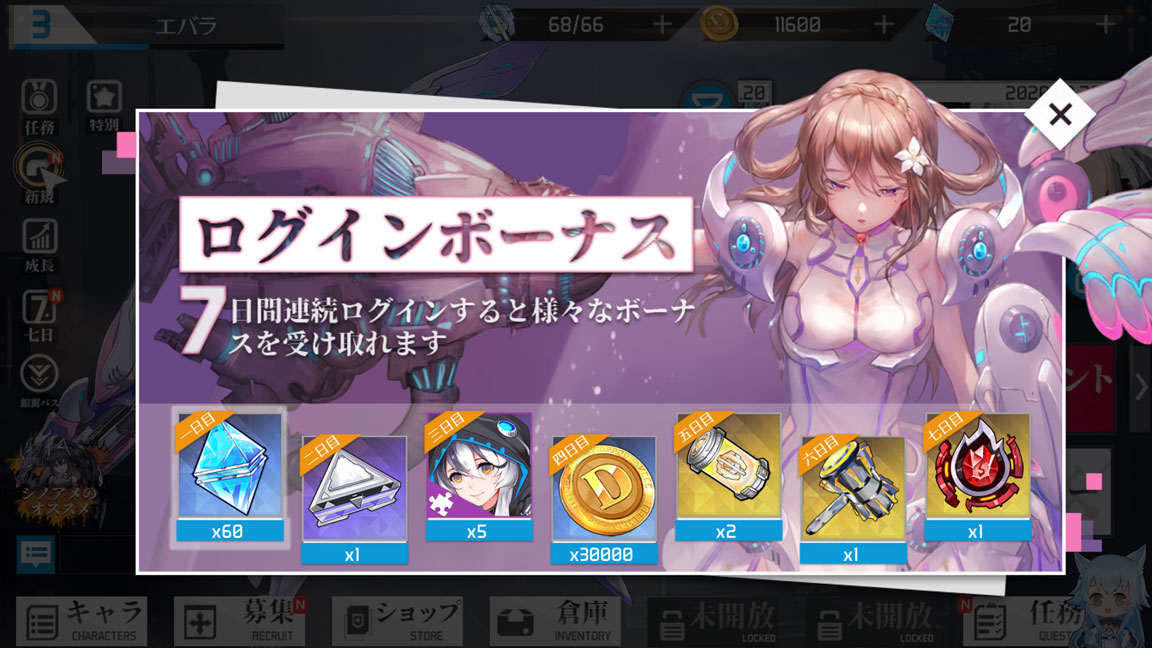 3
エバラ
68/66
11600
20
任務
特別
新規
成長
七日
N
N
.20
ログインボーナス
7日間連続ログインすると様々なボーナ
スを受け取れます
一日目
x60
二日目
x1
三日目
x5
四日目
D
x30000
五日目
x2
六日目
x1
七日目
x1
ント
シノアメの
オススメ
キャラ
CHARACTERS
募集
N
RECRUIT
ショップ
STORE
倉庫
INVENTORY
未開放
LOCKED
未開放
LOCKED
N
任務
QUEST